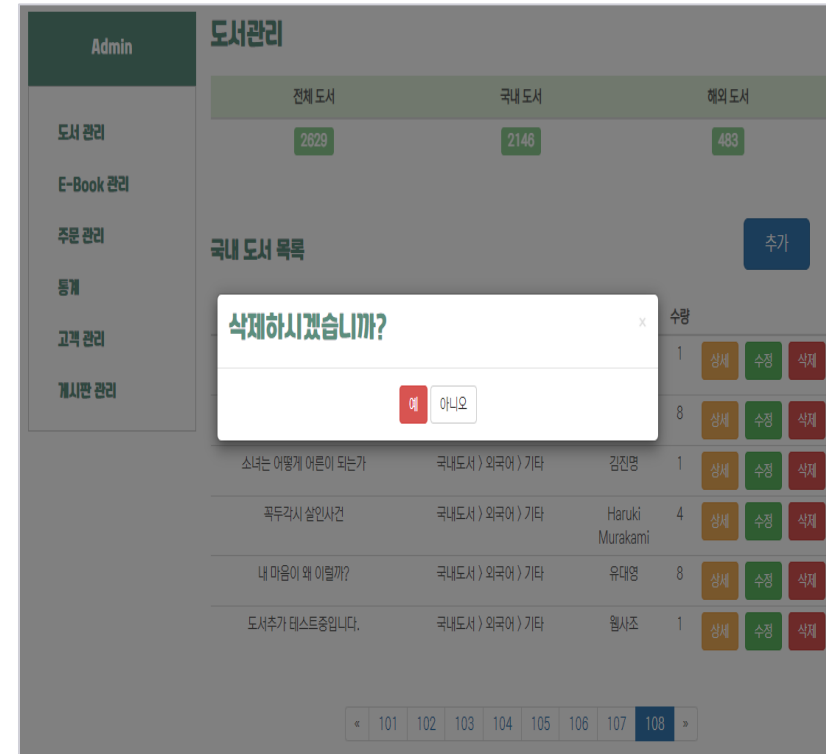 Admin
도서 관리
E-Book 관리
주문 관리
통계
고객 관리
게시판 관리
도서관리
전체 도서 국내 도서 해외 도서
2629 2146 483
국내 도서 목록
추가
수량
삭제하시겠습니까?
x
예 아니오
1 상세 수정 삭제
8 상세 수정 삭제
소녀는 어떻게 어른이 되는가 국내도서 > 외국어 > 기타 김진명 1 상세 수정 삭제
꼭두각시 살인사건 국내도서 > 외국어 > 기타 Haruki Murakami 4 상세 수정 삭제
내 마음이 왜 이럴까? 국내도서 > 외국어 > 기타 유대영 8 상세 수정 삭제
도서추가 테스트중입니다. 국내도서 > 외국어 > 기타 웹사조 1 상세 수정 삭제
« 101 102 103 104 105 106 107 108 »